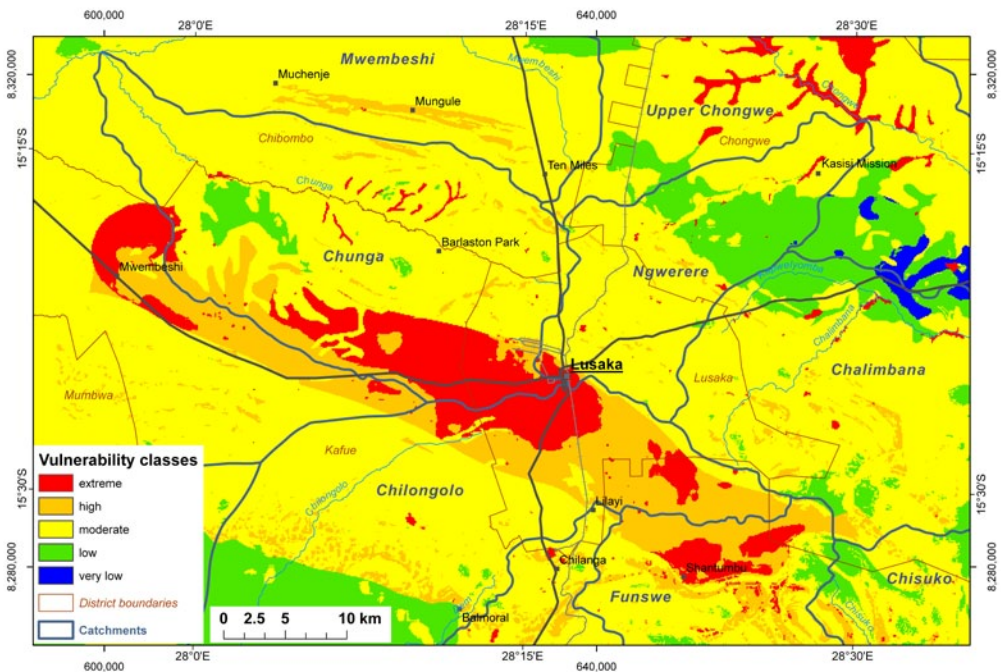 600,000
28°0'E
28°15'E
640,000
28°30'E
8,320,000
8,320,000
Mwembeshi
Mwembeshi
Muchenje
Mungule
Upper Chongwe
Chongwe
15°15'S
15°15'S
Chibombo
Chongwe
Ten Miles
Kasisi Mission
Chunga
Barlaston Park
Chunga
Mwembeshi
Ngwerere
Chalimbana
Lusaka
Lusaka
Chalimbana
Mumbwa
Kafue
Vulnerability classes
extreme
high
moderate
low
very low
District boundaries
Catchments
Chilongolo
Chilongolo
15°30'S
15°30'S
Lilayi
Chilanga
Shantumbu
8,280,000
8,280,000
Chisuko
Funswe
Chisuko
Balmoral
0 2.5 5 10 km
600,000
28°0'E
28°15'E
640,000
28°30'E